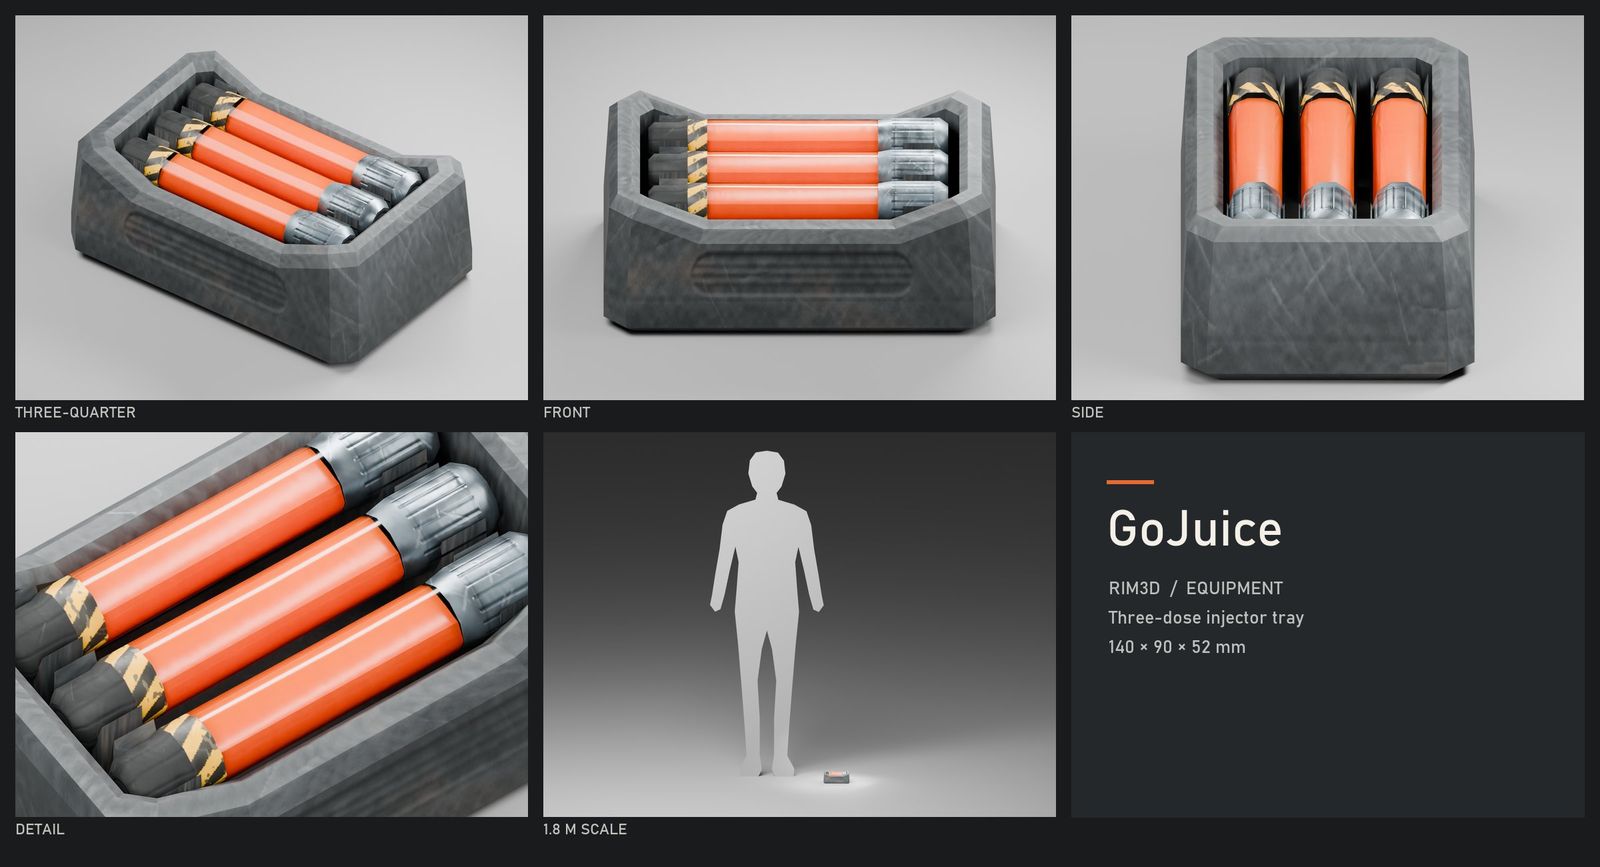 THREE-QUARTER
FRONT
SIDE
DETAIL
1.8 M SCALE
GoJuice
RIM3D / EQUIPMENT
Three-dose injector tray
140 × 90 × 52 mm